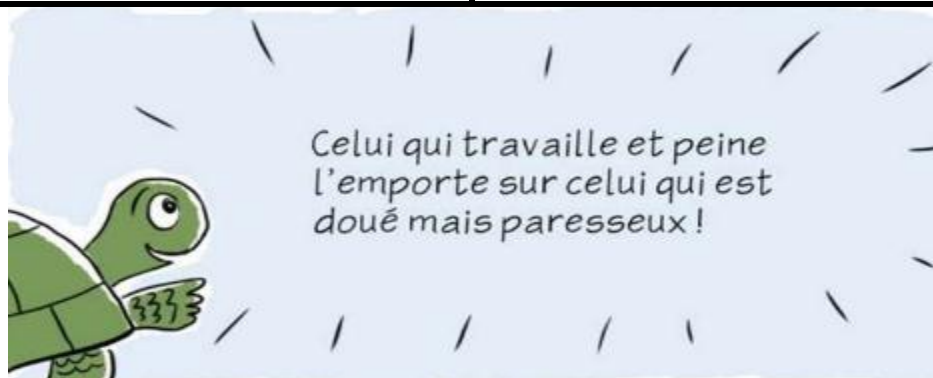 Celui qui travaille et peine
l'emporte sur celui qui est
doué mais paresseux !